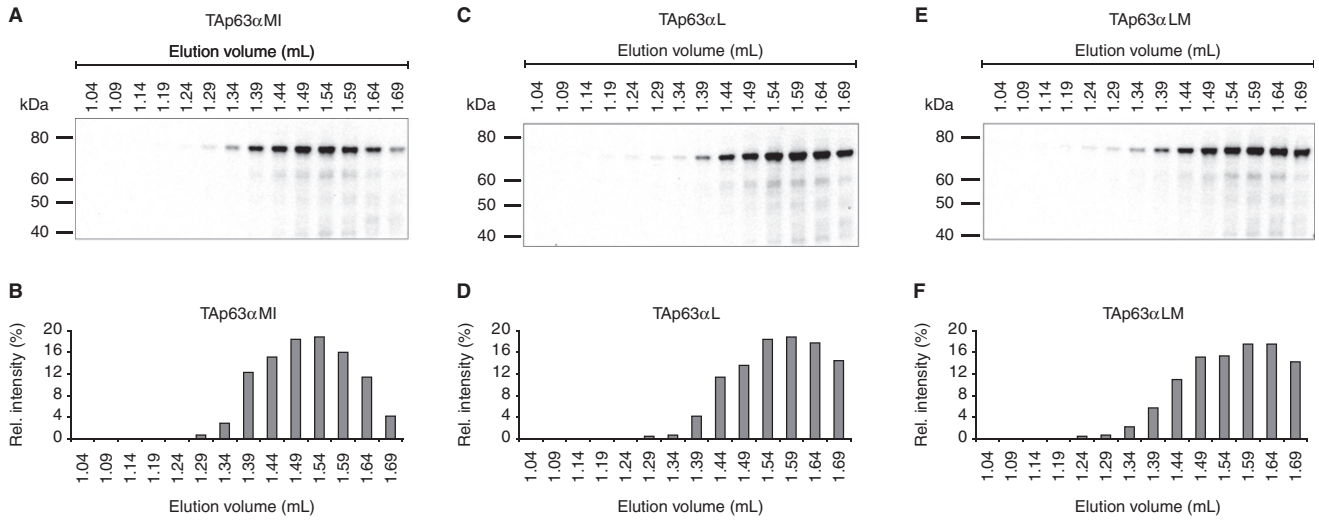 A
TAp63αMI
Elution volume (mL)
1.04 1.09 1.14 1.19 1.24 1.29 1.34 1.39 1.44 1.49 1.54 1.59 1.64 1.69
kDa
80
60
50
40
B
TAp63αMI
Rel. intensity (%)
20
16
12
8
4
0
1.04 1.09 1.14 1.19 1.24 1.29 1.34 1.39 1.44 1.49 1.54 1.59 1.64 1.69
Elution volume (mL)
C
TAp63αL
Elution volume (mL)
1.04 1.09 1.14 1.19 1.24 1.29 1.34 1.39 1.44 1.49 1.54 1.59 1.64 1.69
kDa
80
60
50
40
D
TAp63αL
Rel. intensity (%)
20
16
12
8
4
0
1.04 1.09 1.14 1.19 1.24 1.29 1.34 1.39 1.44 1.49 1.54 1.59 1.64 1.69
Elution volume (mL)
E
TAp63αLM
Elution volume (mL)
1.04 1.09 1.14 1.19 1.24 1.29 1.34 1.39 1.44 1.49 1.54 1.59 1.64 1.69
kDa
80
60
50
40
F
TAp63αLM
Rel. intensity (%)
20
16
12
8
4
0
1.04 1.09 1.14 1.19 1.24 1.29 1.34 1.39 1.44 1.49 1.54 1.59 1.64 1.69
Elution volume (mL)